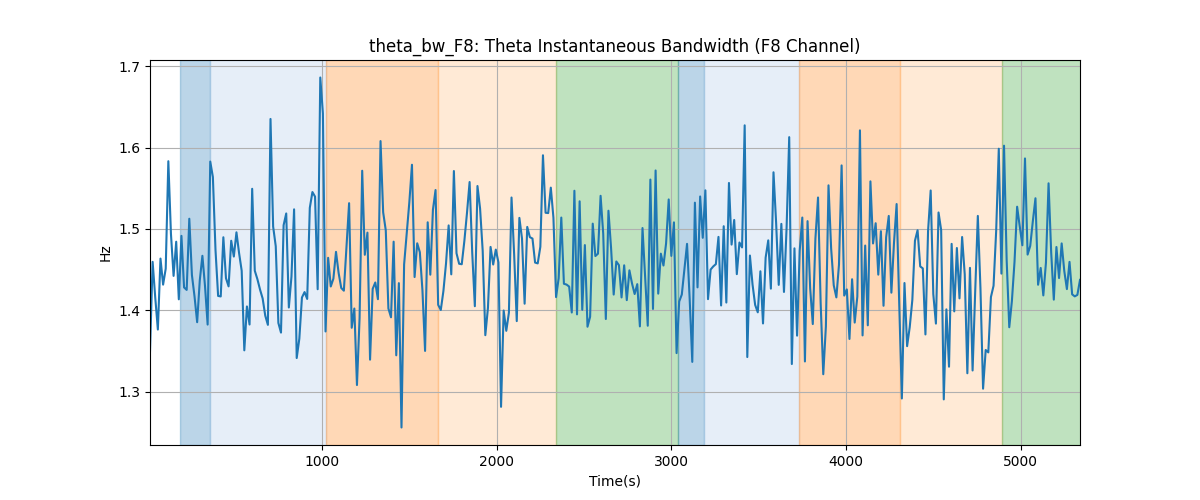 theta_bw_F8: Theta Instantaneous Bandwidth (F8 Channel)
1.7
1.6
1.5
1.4
1.3
Hz
1000 2000 3000 4000 5000
Time(s)